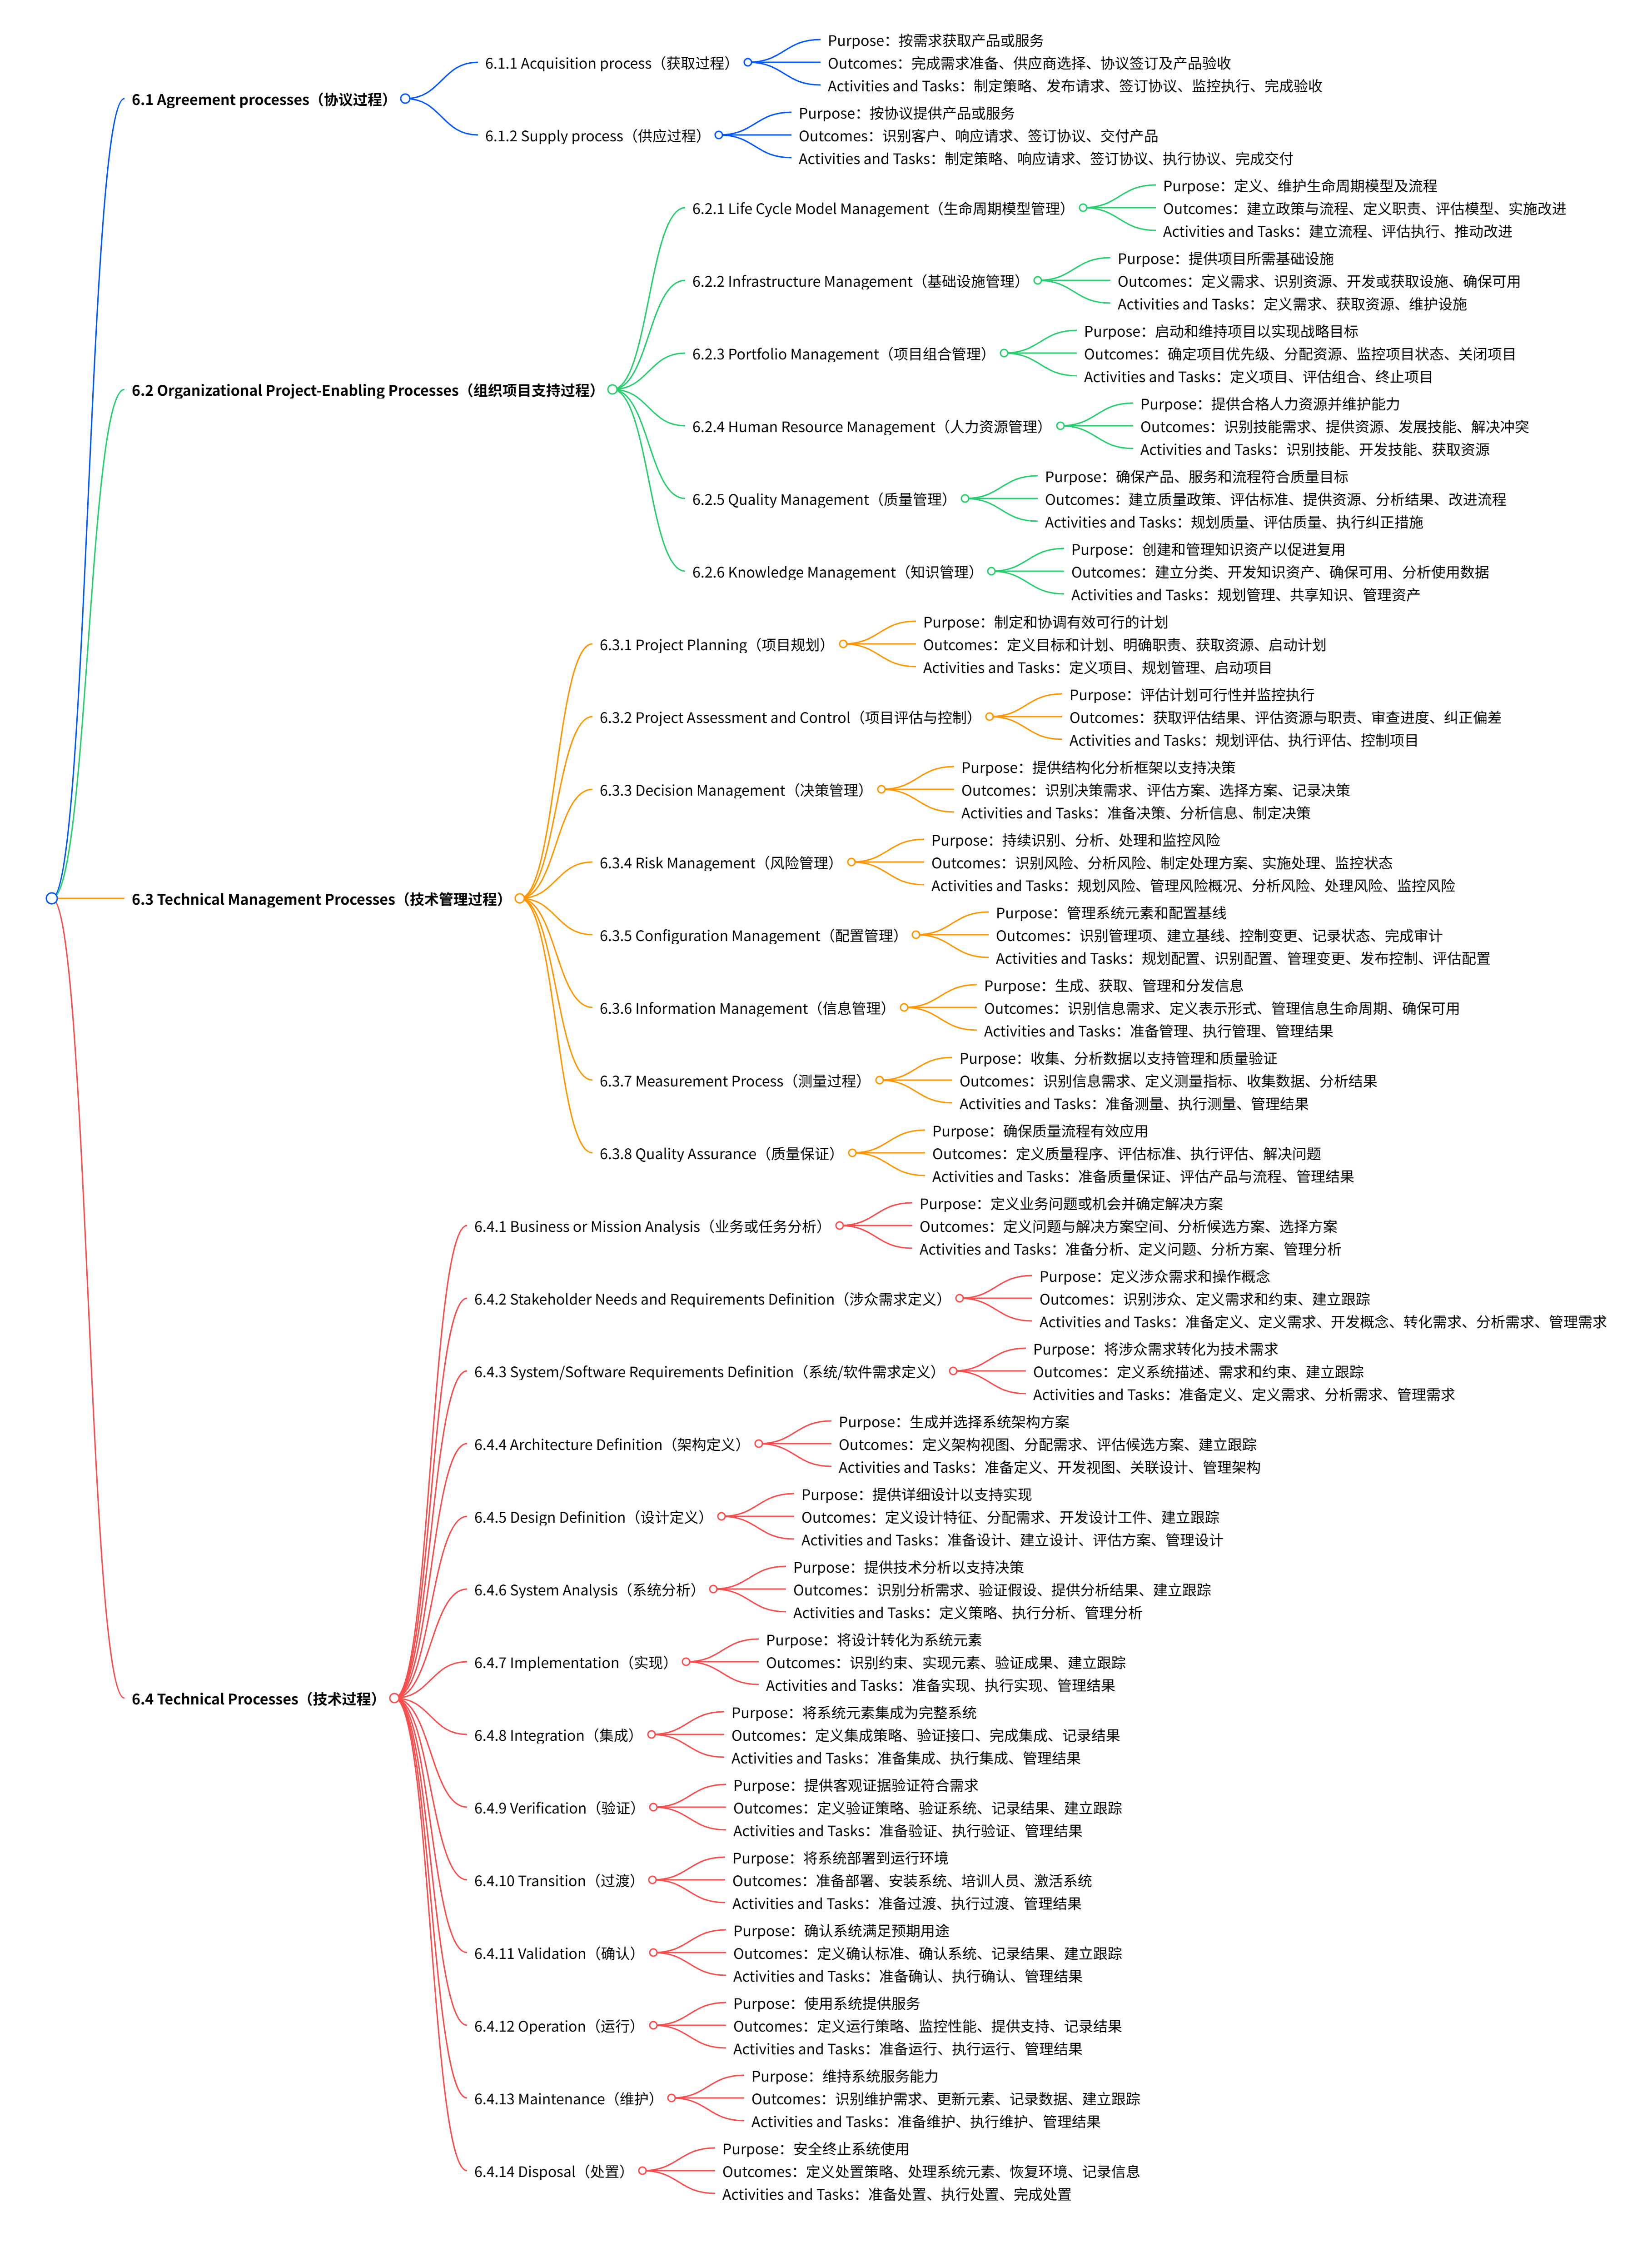 6.1 Agreement processes（协议过程）
6.1.1 Acquisition process（获取过程）
Purpose：按需求获取产品或服务
Outcomes：完成需求准备、供应商选择、协议签订及产品验收
Activities and Tasks：制定策略、发布请求、签订协议、监控执行、完成验收
6.1.2 Supply process（供应过程）
Purpose：按协议提供产品或服务
Outcomes：识别客户、响应请求、签订协议、交付产品
Activities and Tasks：制定策略、响应请求、签订协议、执行协议、完成交付
6.2 Organizational Project-Enabling Processes（组织项目支持过程）
6.2.1 Life Cycle Model Management（生命周期模型管理）
Purpose：定义、维护生命周期模型及流程
Outcomes：建立政策与流程、定义职责、评估模型、实施改进
Activities and Tasks：建立流程、评估执行、推动改进
6.2.2 Infrastructure Management（基础设施管理）
Purpose：提供项目所需基础设施
Outcomes：定义需求、识别资源、开发或获取设施、确保可用
Activities and Tasks：定义需求、获取资源、维护设施
6.2.3 Portfolio Management（项目组合管理）
Purpose：启动和维持项目以实现战略目标
Outcomes：确定项目优先级、分配资源、监控项目状态、关闭项目
Activities and Tasks：定义项目、评估组合、终止项目
6.2.4 Human Resource Management（人力资源管理）
Purpose：提供合格人力资源并维护能力
Outcomes：识别技能需求、提供资源、发展技能、解决冲突
Activities and Tasks：识别技能、开发技能、获取资源
6.2.5 Quality Management（质量管理）
Purpose：确保产品、服务和流程符合质量目标
Outcomes：建立质量政策、评估标准、提供资源、分析结果、改进流程
Activities and Tasks：规划质量、评估质量、执行纠正措施
6.2.6 Knowledge Management（知识管理）
Purpose：创建和管理知识资产以促进复用
Outcomes：建立分类、开发知识资产、确保可用、分析使用数据
Activities and Tasks：规划管理、共享知识、管理资产
6.3 Technical Management Processes（技术管理过程）
6.3.1 Project Planning（项目规划）
Purpose：制定和协调有效可行的计划
Outcomes：定义目标和计划、明确职责、获取资源、启动计划
Activities and Tasks：定义项目、规划管理、启动项目
6.3.2 Project Assessment and Control（项目评估与控制）
Purpose：评估计划可行性并监控执行
Outcomes：获取评估结果、评估资源与职责、审查进度、纠正偏差
Activities and Tasks：规划评估、执行评估、控制项目
6.3.3 Decision Management（决策管理）
Purpose：提供结构化分析框架以支持决策
Outcomes：识别决策需求、评估方案、选择方案、记录决策
Activities and Tasks：准备决策、分析信息、制定决策
6.3.4 Risk Management（风险管理）
Purpose：持续识别、分析、处理和监控风险
Outcomes：识别风险、分析风险、制定处理方案、实施处理、监控状态
Activities and Tasks：规划风险、管理风险概况、分析风险、处理风险、监控风险
6.3.5 Configuration Management（配置管理）
Purpose：管理系统元素和配置基线
Outcomes：识别管理项、建立基线、控制变更、记录状态、完成审计
Activities and Tasks：规划配置、识别配置、管理变更、发布控制、评估配置
6.3.6 Information Management（信息管理）
Purpose：生成、获取、管理和分发信息
Outcomes：识别信息需求、定义表示形式、管理信息生命周期、确保可用
Activities and Tasks：准备管理、执行管理、管理结果
6.3.7 Measurement Process（测量过程）
Purpose：收集、分析数据以支持管理和质量验证
Outcomes：识别信息需求、定义测量指标、收集数据、分析结果
Activities and Tasks：准备测量、执行测量、管理结果
6.3.8 Quality Assurance（质量保证）
Purpose：确保质量流程有效应用
Outcomes：定义质量程序、评估标准、执行评估、解决问题
Activities and Tasks：准备质量保证、评估产品与流程、管理结果
6.4 Technical Processes（技术过程）
6.4.1 Business or Mission Analysis（业务或任务分析）
Purpose：定义业务问题或机会并确定解决方案
Outcomes：定义问题与解决方案空间、分析候选方案、选择方案
Activities and Tasks：准备分析、定义问题、分析方案、管理分析
6.4.2 Stakeholder Needs and Requirements Definition（涉众需求定义）
Purpose：定义涉众需求和操作概念
Outcomes：识别涉众、定义需求和约束、建立跟踪
Activities and Tasks：准备定义、定义需求、开发概念、转化需求、分析需求、管理需求
6.4.3 System/Software Requirements Definition（系统/软件需求定义）
Purpose：将涉众需求转化为技术需求
Outcomes：定义系统描述、需求和约束、建立跟踪
Activities and Tasks：准备定义、定义需求、分析需求、管理需求
6.4.4 Architecture Definition（架构定义）
Purpose：生成并选择系统架构方案
Outcomes：定义架构视图、分配需求、评估候选方案、建立跟踪
Activities and Tasks：准备定义、开发视图、关联设计、管理架构
6.4.5 Design Definition（设计定义）
Purpose：提供详细设计以支持实现
Outcomes：定义设计特征、分配需求、开发设计工件、建立跟踪
Activities and Tasks：准备设计、建立设计、评估方案、管理设计
6.4.6 System Analysis（系统分析）
Purpose：提供技术分析以支持决策
Outcomes：识别分析需求、验证假设、提供分析结果、建立跟踪
Activities and Tasks：定义策略、执行分析、管理分析
6.4.7 Implementation（实现）
Purpose：将设计转化为系统元素
Outcomes：识别约束、实现元素、验证成果、建立跟踪
Activities and Tasks：准备实现、执行实现、管理结果
6.4.8 Integration（集成）
Purpose：将系统元素集成为完整系统
Outcomes：定义集成策略、验证接口、完成集成、记录结果
Activities and Tasks：准备集成、执行集成、管理结果
6.4.9 Verification（验证）
Purpose：提供客观证据验证符合需求
Outcomes：定义验证策略、验证系统、记录结果、建立跟踪
Activities and Tasks：准备验证、执行验证、管理结果
6.4.10 Transition（过渡）
Purpose：将系统部署到运行环境
Outcomes：准备部署、安装系统、培训人员、激活系统
Activities and Tasks：准备过渡、执行过渡、管理结果
6.4.11 Validation（确认）
Purpose：确认系统满足预期用途
Outcomes：定义确认标准、确认系统、记录结果、建立跟踪
Activities and Tasks：准备确认、执行确认、管理结果
6.4.12 Operation（运行）
Purpose：使用系统提供服务
Outcomes：定义运行策略、监控性能、提供支持、记录结果
Activities and Tasks：准备运行、执行运行、管理结果
6.4.13 Maintenance（维护）
Purpose：维持系统服务能力
Outcomes：识别维护需求、更新元素、记录数据、建立跟踪
Activities and Tasks：准备维护、执行维护、管理结果
6.4.14 Disposal（处置）
Purpose：安全终止系统使用
Outcomes：定义处置策略、处理系统元素、恢复环境、记录信息
Activities and Tasks：准备处置、执行处置、完成处置